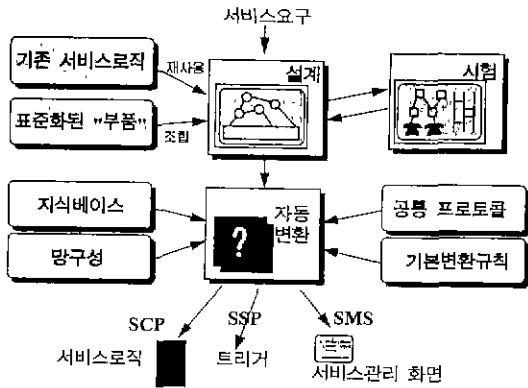 서비스요구
기존 서비스로직
재사용
설계
시험
표준화된 "부품"
조합
지식베이스
자동
변환
공통 프로토콜
?
망구성
기본변환규칙
SCP
SSP
SMS
서비스로직
트리거
서비스관리 화면